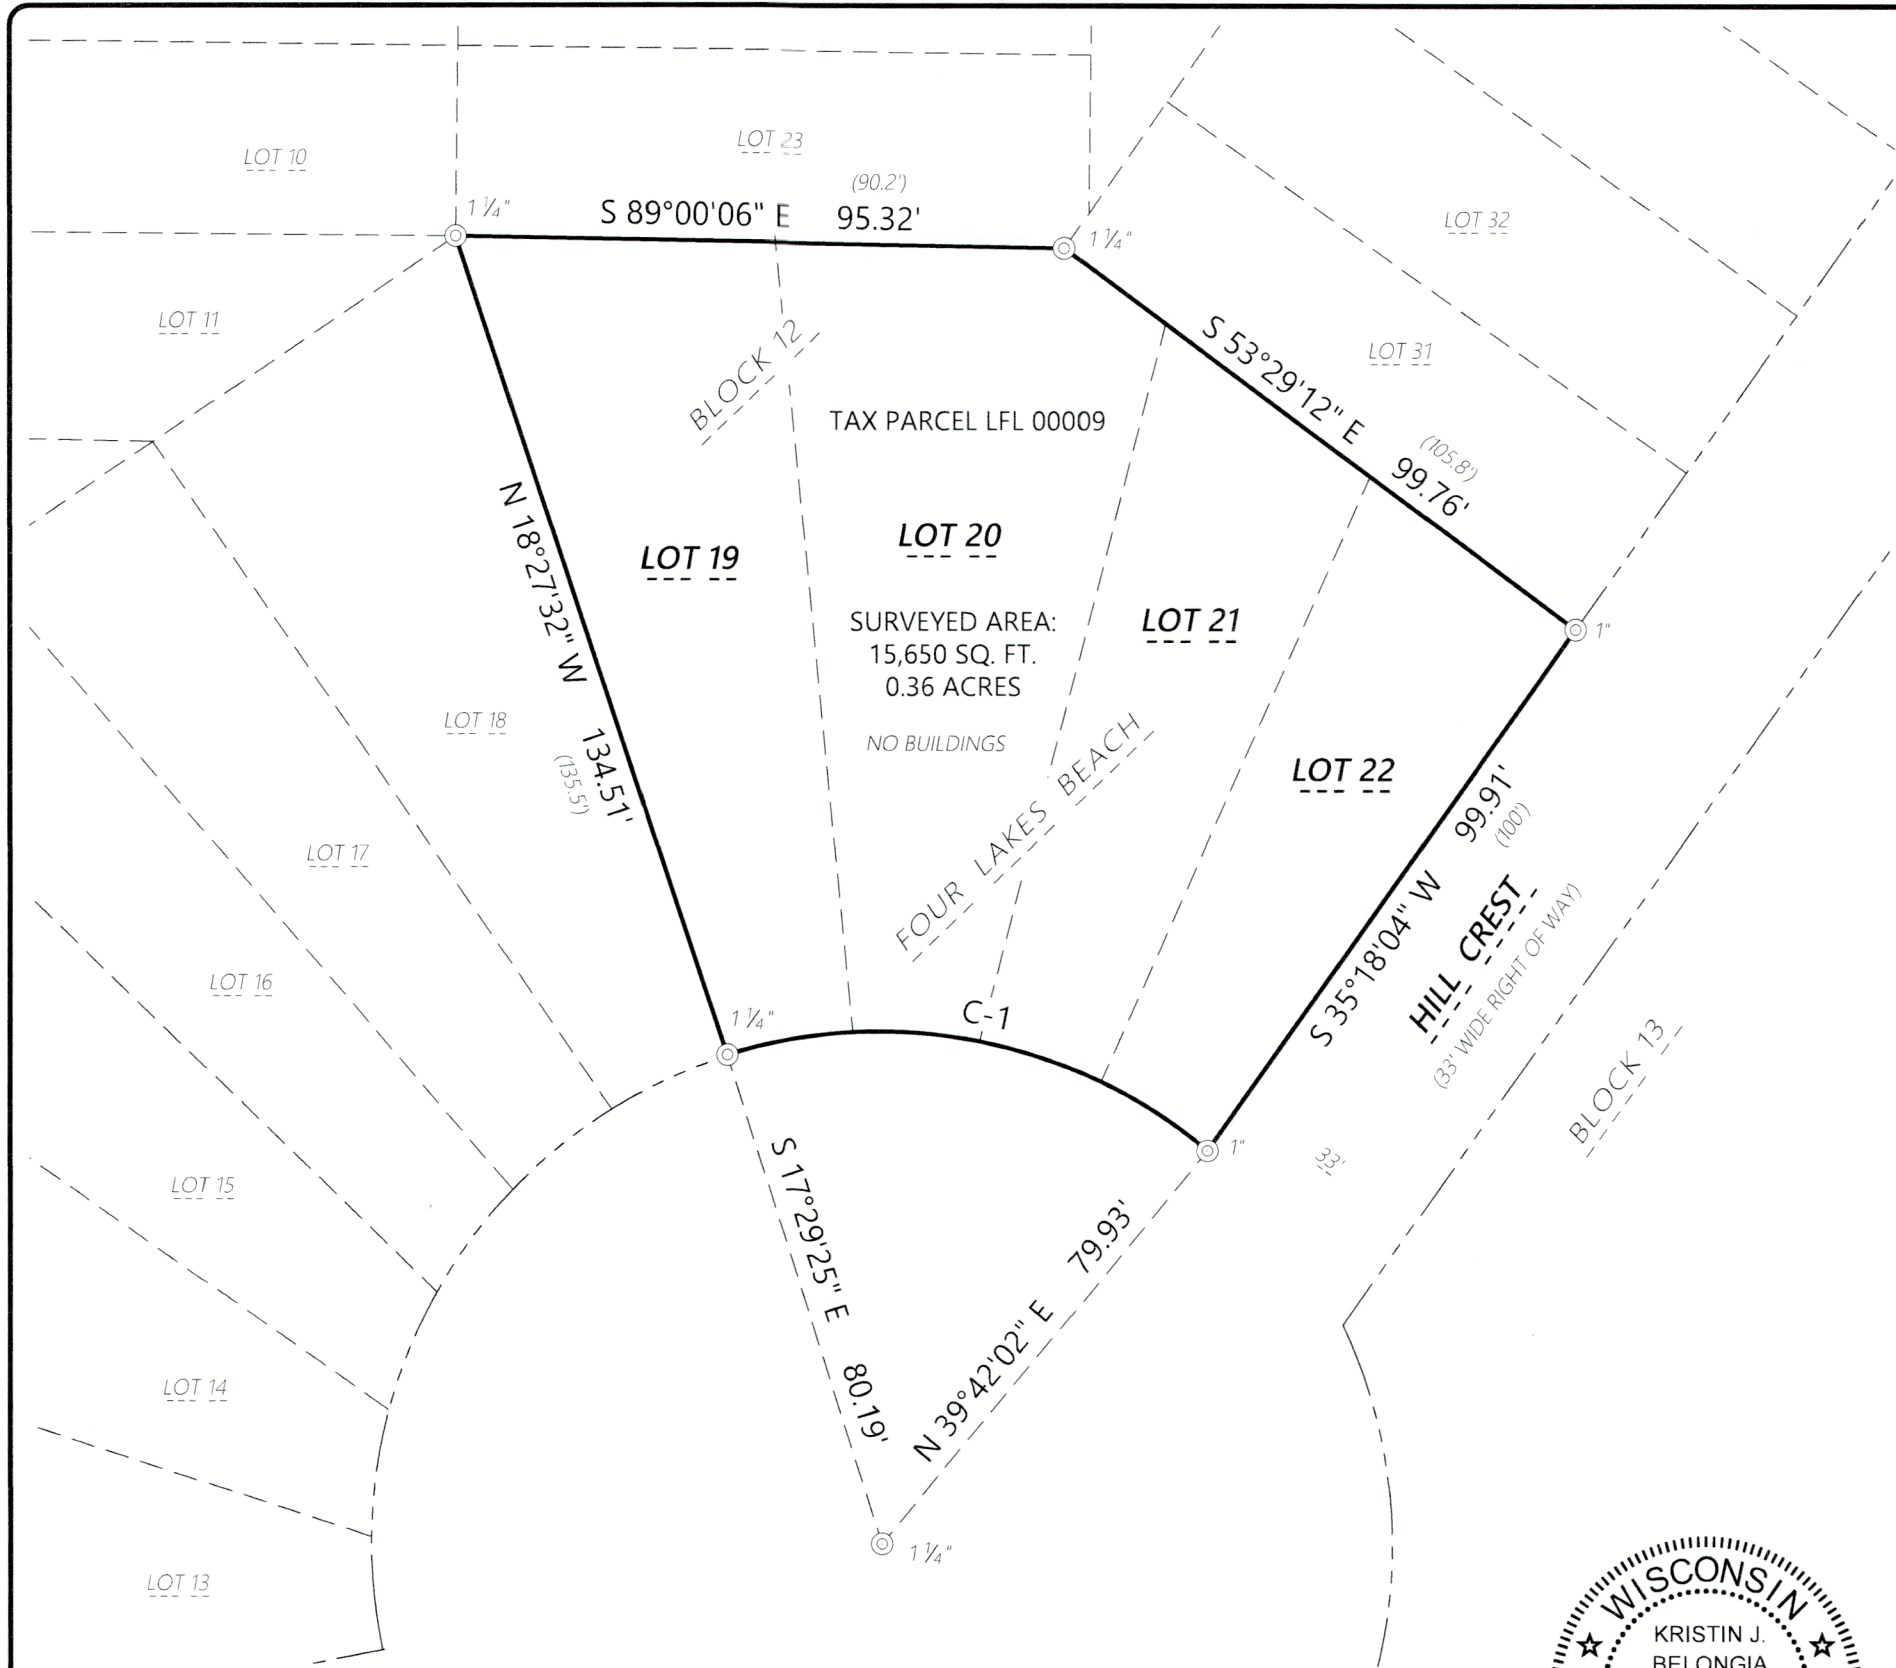 LOT 10
LOT 23
(90.2')
1 ¼"
S 89°00'06" E 95.32'
1 ¼"
LOT 32
LOT 11
BLOCK 12
S 53°29'12" E 99.76'
(105.8')
LOT 31
TAX PARCEL LFL 00009
N 18°27'32" W 134.51'
(135.5')
LOT 19
LOT 20
LOT 21
SURVEYED AREA:
15,650 SQ. FT.
0.36 ACRES
NO BUILDINGS
1"
LOT 18
LOT 22
FOUR LAKES BEACH
S 35°18'04" W 99.91'
(100')
HILL CREST
(33' WIDE RIGHT OF WAY)
LOT 17
LOT 16
1 ¼"
C-1
BLOCK 13
1"
33'
LOT 15
S 17°29'25" E 80.19'
N 39°42'02" E 79.93'
LOT 14
1 ¼"
LOT 13
WISCONSIN
KRISTIN J.
BELONGIA